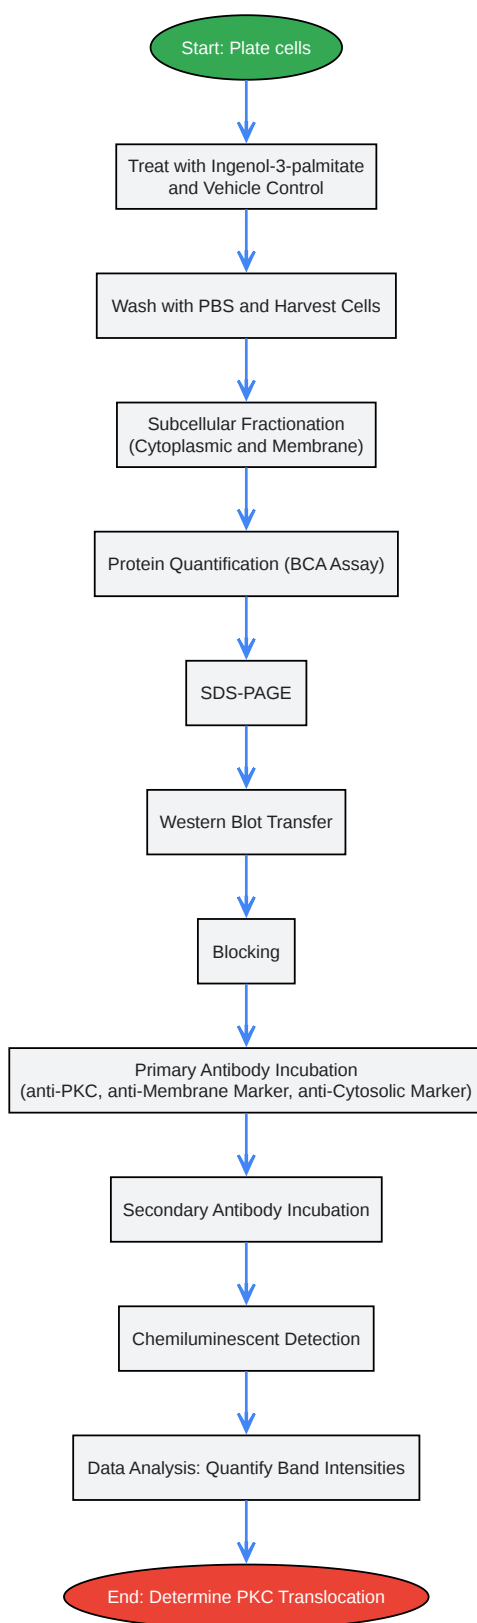 Start: Plate cells
Treat with Ingenol-3-palmitate
and Vehicle Control
Wash with PBS and Harvest Cells
Subcellular Fractionation
(Cytoplasmic and Membrane)
Protein Quantification (BCA Assay)
SDS-PAGE
Western Blot Transfer
Blocking
Primary Antibody Incubation
(anti-PKC, anti-Membrane Marker, anti-Cytosolic Marker)
Secondary Antibody Incubation
Chemiluminescent Detection
Data Analysis: Quantify Band Intensities
End: Determine PKC Translocation